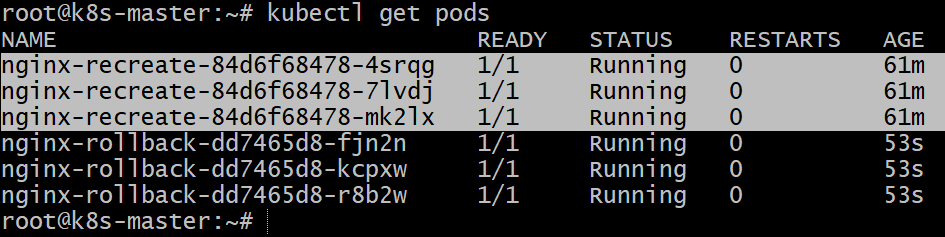 root@k8s-master:~# kubectl get pods
NAME READY STATUS RESTARTS AGE
nginx-recreate-84d6f68478-4srqg 1/1 Running 0 61m
nginx-recreate-84d6f68478-7lvdj 1/1 Running 0 61m
nginx-recreate-84d6f68478-mk2lx 1/1 Running 0 61m
nginx-rollback-dd7465d8-fjn2n 1/1 Running 0 53s
nginx-rollback-dd7465d8-kcpxw 1/1 Running 0 53s
nginx-rollback-dd7465d8-r8b2w 1/1 Running 0 53s
root@k8s-master:~#